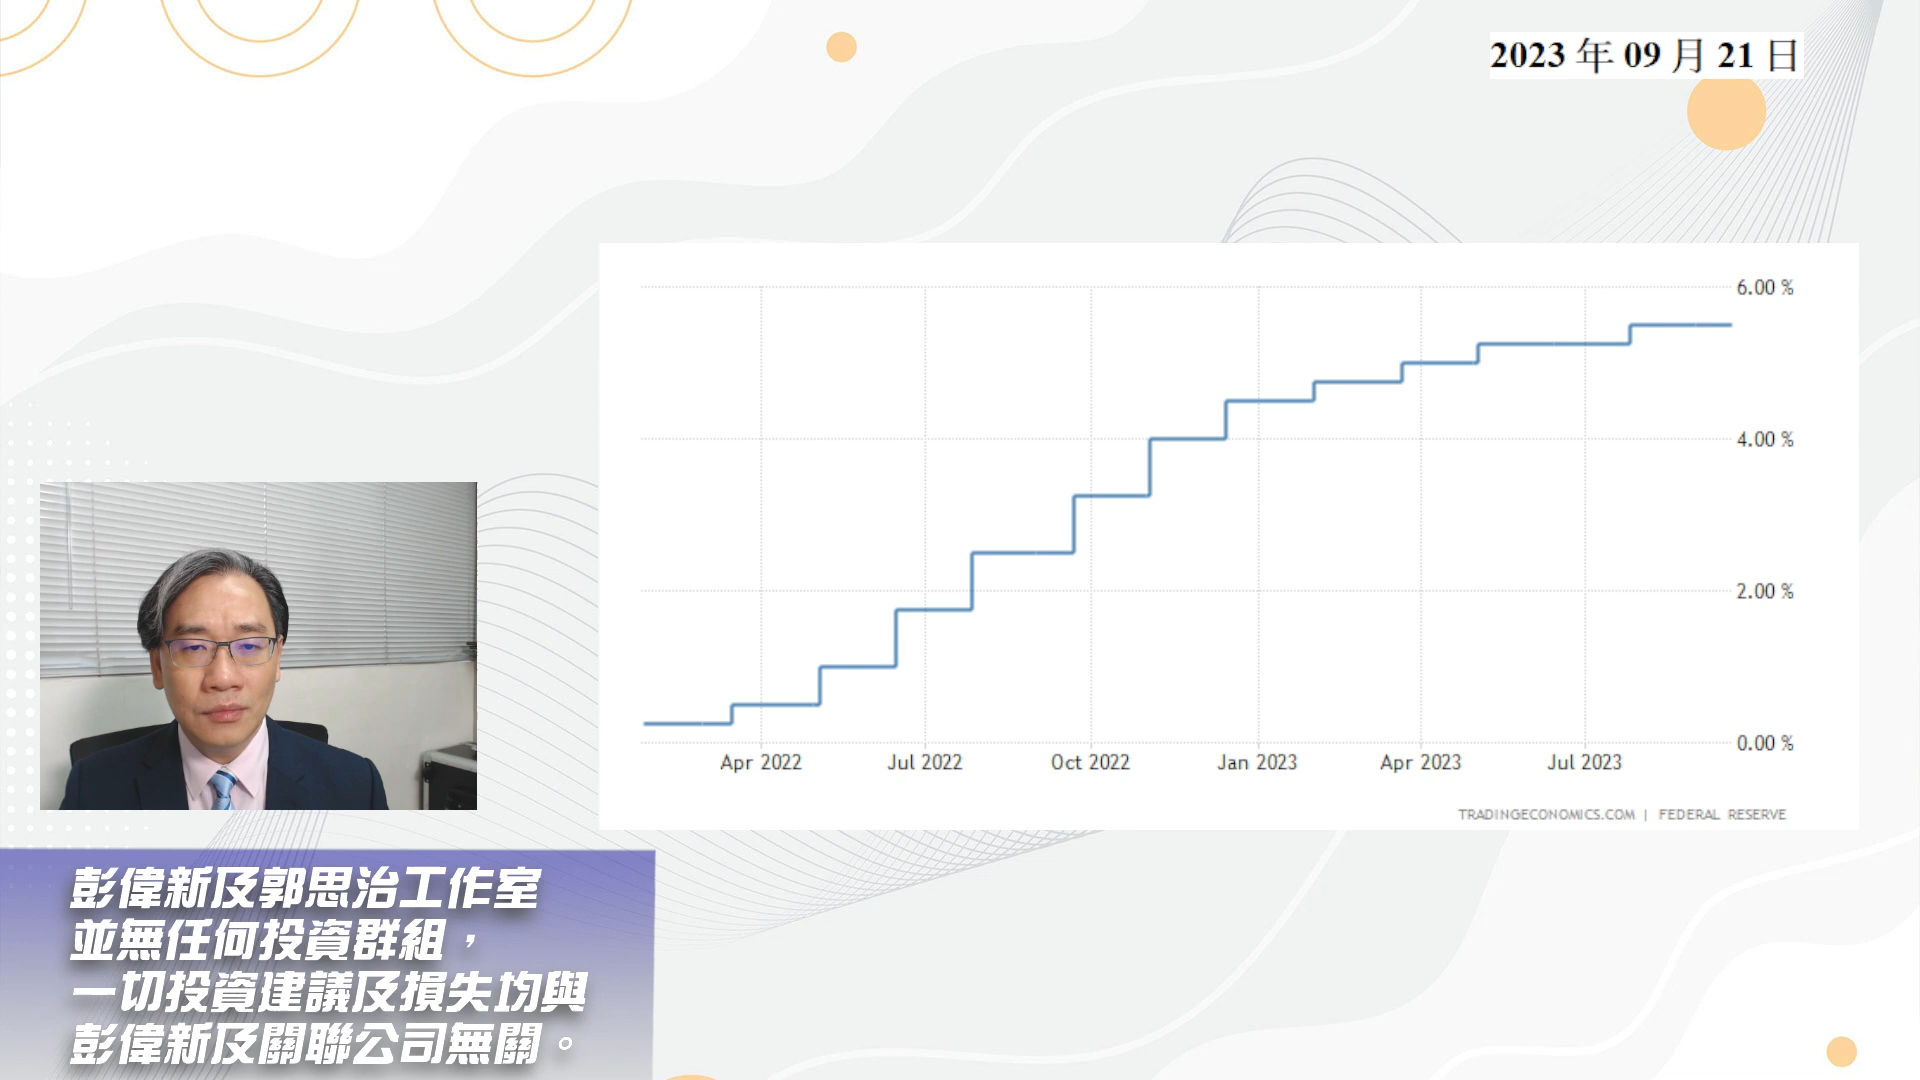 2023 年 09 月 21 日
6.00 %
4.00 %
2.00 %
0.00 %
Apr 2022 Jul 2022 Oct 2022 Jan 2023 Apr 2023 Jul 2023
TRADINGECONOMICS.COM | FEDERAL RESERVE
彭偉新及郭思治工作室
並無任何投資群組，
一切投資建議及損失均與
彭偉新及關聯公司無關。